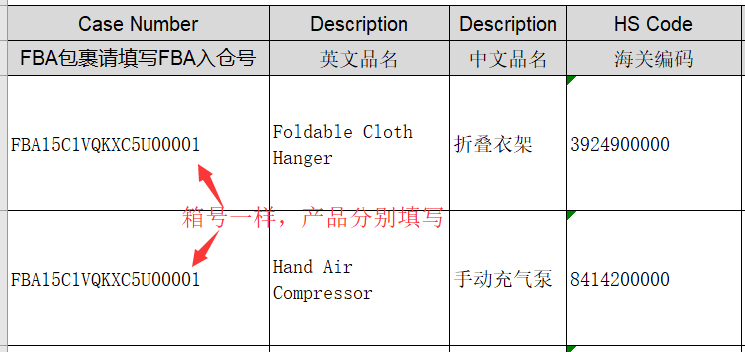 Case Number Description Description HS Code
FBA包裹请填写FBA入仓号 英文品名 中文品名 海关编码
FBA15C1VQKXC5U00001 Foldable Cloth Hanger 折叠衣架 3924900000
箱号一样，产品分别填写
FBA15C1VQKXC5U00001 Hand Air Compressor 手动充气泵 8414200000